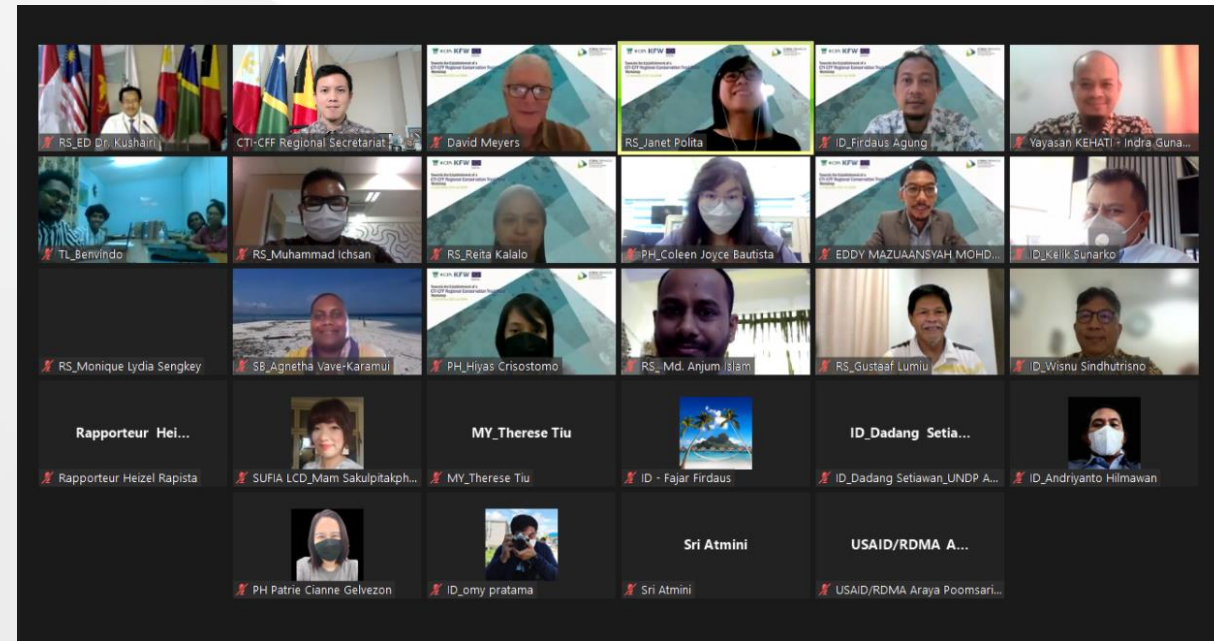 RS_ED Dr. Kushairi
CTI-CFF Regional Secretariat
David Meyers
RS_Janet Polita
ID_Firdaus Agung
Yayasan KEHATI - Indra Guna...
TL_Benvindo
RS_Muhammad Ichsan
RS_Reita Kalalo
PH_Coleen Joyce Bautista
EDDY MAZUAANSYAH MOHD...
ID_Kelik Sunarko
RS_Monique Lydia Sengkey
SB_Agnetha Vave-Karamui
PH_Hiyas Crisostomo
RS_ Md. Anjum Islam
RS_Gustaaf Lumiu
ID_Wisnu Sindhutrisno
Rapporteur Hei...
MY_Therese Tiu
ID_Dadang Setia...
Rapporteur Heizel Rapista
SUFIA LCD_Mam Sakulpitakph...
MY_Therese Tiu
ID - Fajar Firdaus
ID_Dadang Setiawan_UNDP A...
ID_Andriyanto Hilmawan
Sri Atmini
USAID/RDMA A...
PH Patrie Cianne Gelvezon
ID_omy pratama
Sri Atmini
USAID/RDMA Araya Poomsari...